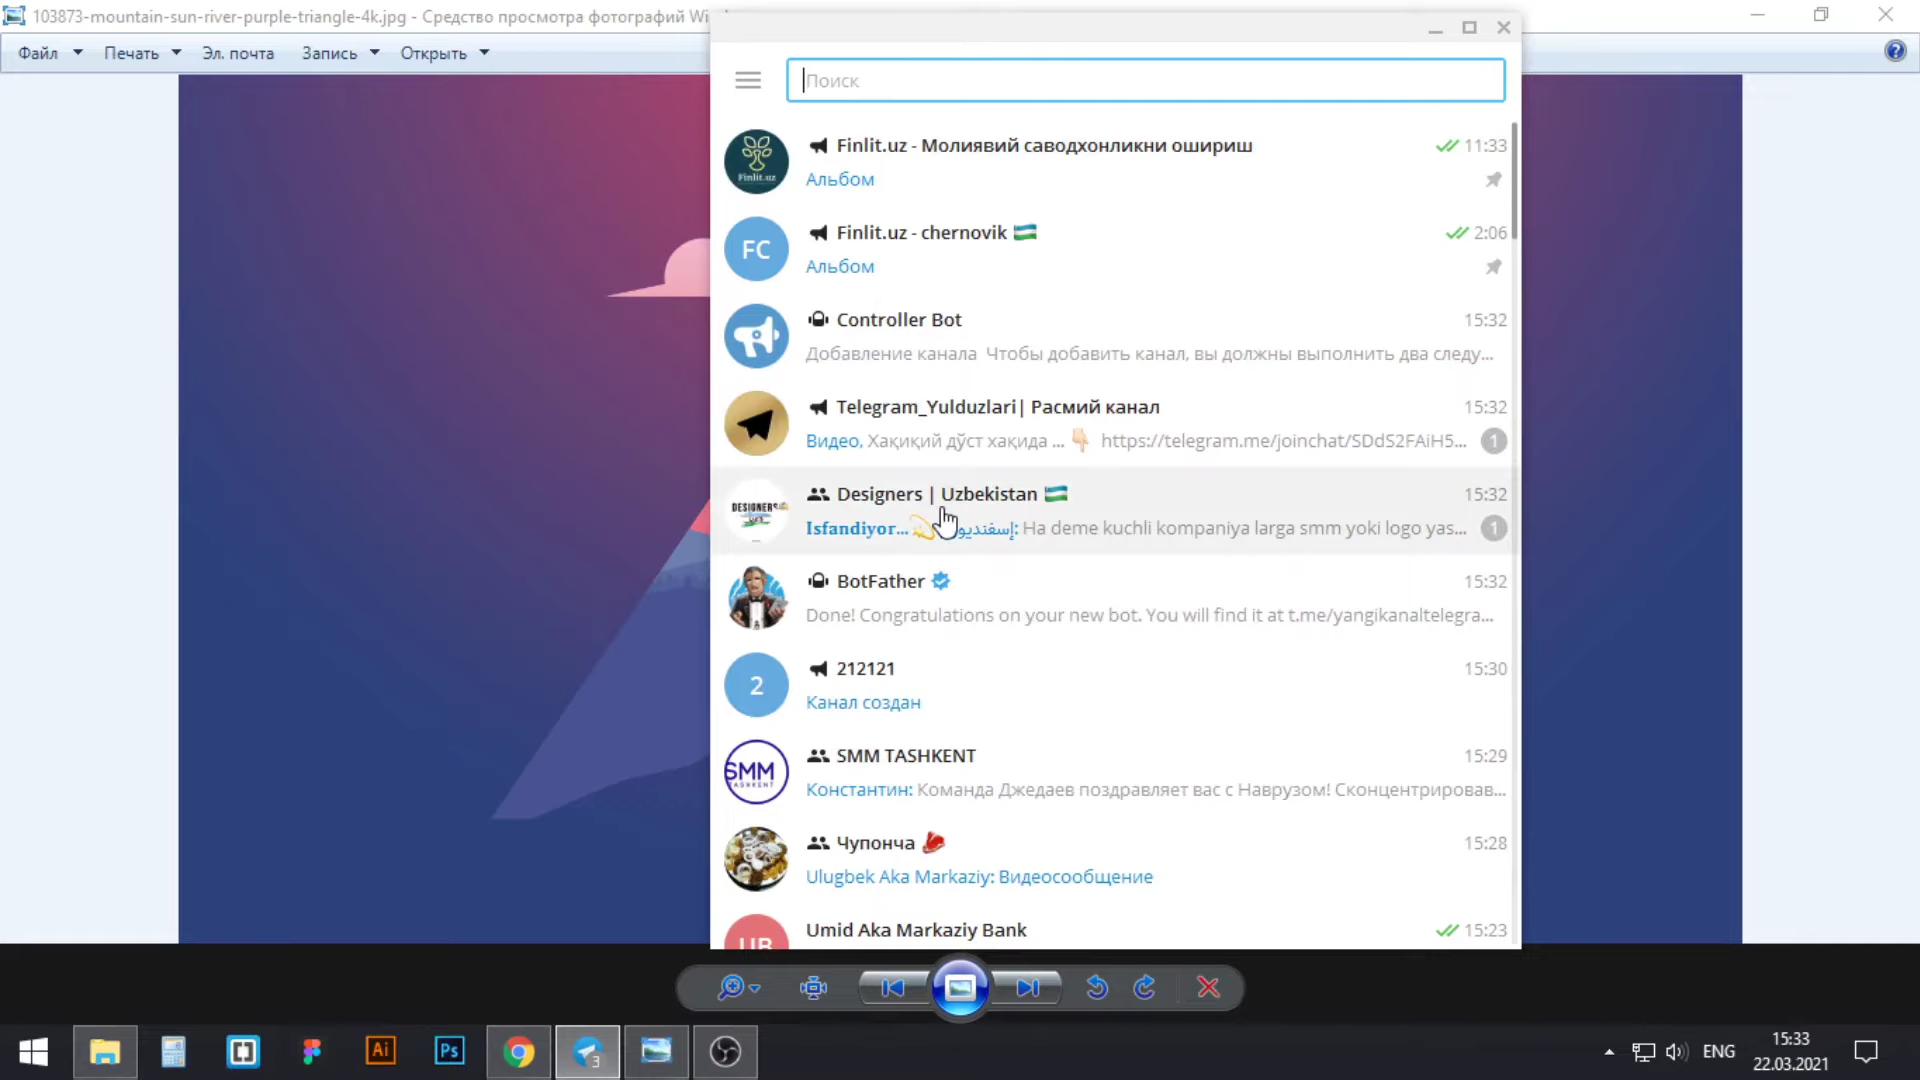 103873-mountain-sun-river-purple-triangle-4k.jpg - Средство просмотра фотографий Wi
Файл Печать Эл. почта Запись Открыть
Поиск
Finlit.uz - Молиявий саводхонликни ошириш 11:33
Альбом
Finlit.uz
FC
Finlit.uz - chernovik 2:06
Альбом
Controller Bot 15:32
Добавление канала Чтобы добавить канал, вы должны выполнить два следу...
Telegram_Yulduzlari| Расмий канал 15:32
Видео, Хақиқий дўст хақида ... 👇🏻 https://telegram.me/joinchat/SDdS2FAiH5... 1
DESIGNERS
Designers | Uzbekistan 🇺🇿 15:32
Isfandiyor...💫 إسفنديو: Ha deme kuchli kompaniya larga smm yoki logo yas... 1
BotFather 15:32
Done! Congratulations on your new bot. You will find it at t.me/yangikanaltelegra...
2
212121 15:30
Канал создан
SMM TASHKENT
SMM TASHKENT 15:29
Константин: Команда Джедаев поздравляет вас с Наврузом! Сконцентрировав...
Чупонча 🥩 15:28
Ulugbek Aka Markaziy: Видеосообщение
UB
Umid Aka Markaziy Bank 15:23
Ai Ps 3 ENG 15:33
22.03.2021